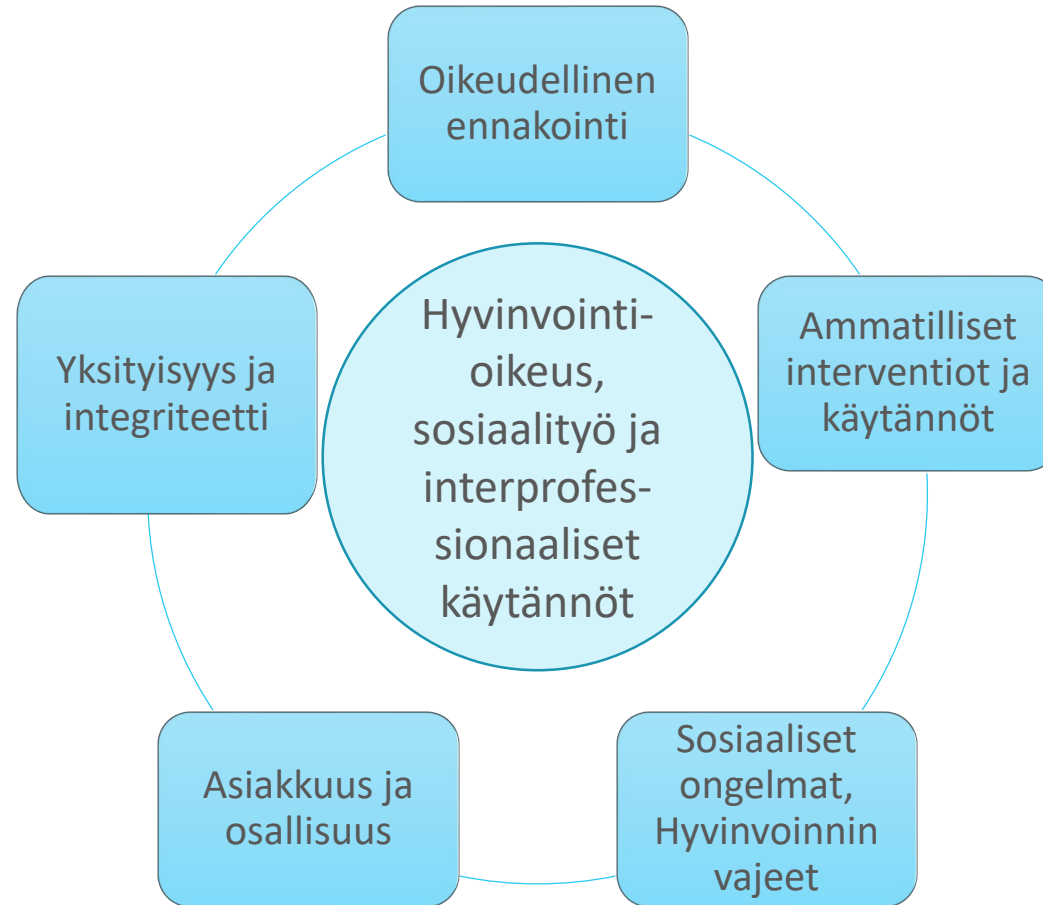 Oikeudellinen
ennakointi
Hyvinvointi-
oikeus,
sosiaalityö ja
interprofes-
sionaaliset
käytännöt
Ammatilliset
interventiot ja
käytännöt
Sosiaaliset
ongelmat,
Hyvinvoinnin
vajeet
Asiakkuus ja
osallisuus
Yksityisyys ja
integriteetti